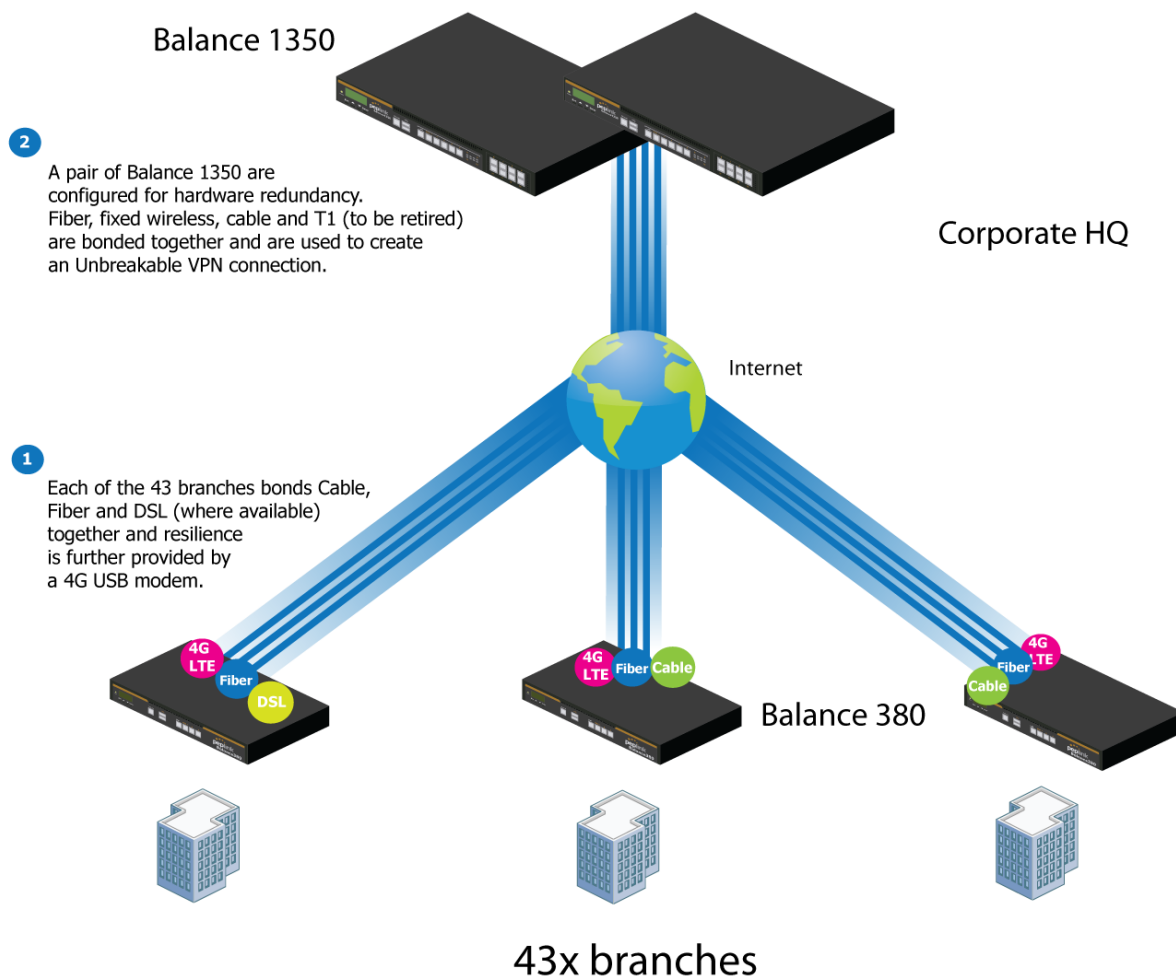 Balance 1350
2
A pair of Balance 1350 are
configured for hardware redundancy.
Fiber, fixed wireless, cable and T1 (to be retired)
are bonded together and are used to create
an Unbreakable VPN connection.
Corporate HQ
Internet
1
Each of the 43 branches bonds Cable,
Fiber and DSL (where available)
together and resilience
is further provided by
a 4G USB modem.
4G
LTE
Fiber
DSL
4G
LTE
Fiber
Cable
4G
LTE
Fiber
Cable
Balance 380
43x branches